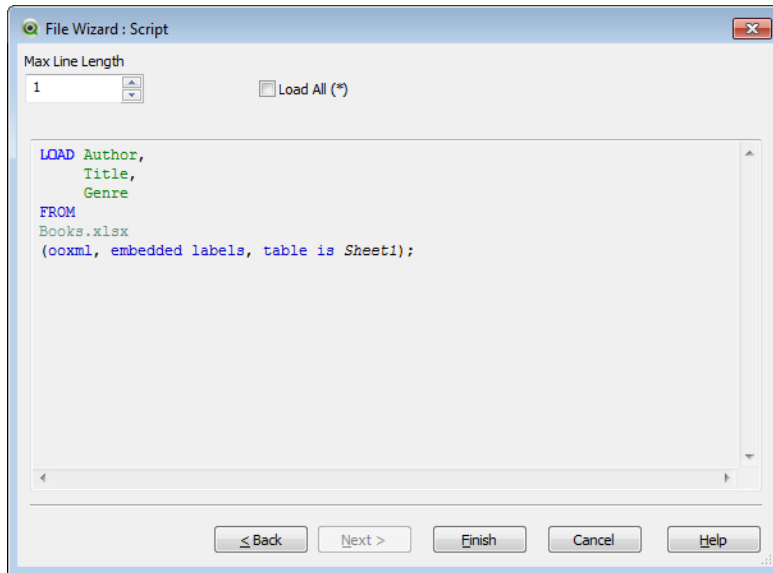 File Wizard : Script
Max Line Length
1
Load All (*)
LOAD Author,
Title,
Genre
FROM
Books.xlsx
(ooxml, embedded labels, table is Sheet1);
< Back
Next >
Finish
Cancel
Help